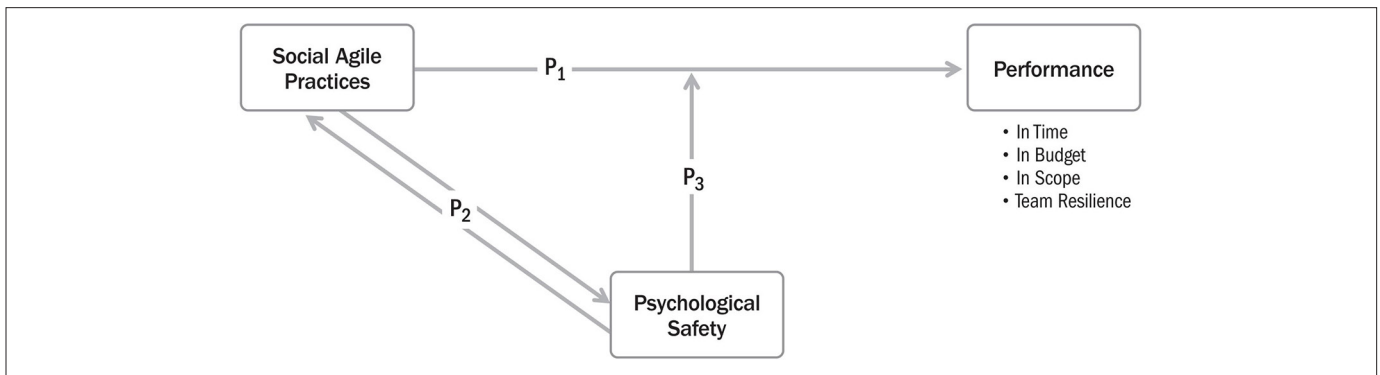 Social Agile
Practices
P₁
Performance
• In Time
• In Budget
• In Scope
• Team Resilience
P₃
P₂
Psychological
Safety